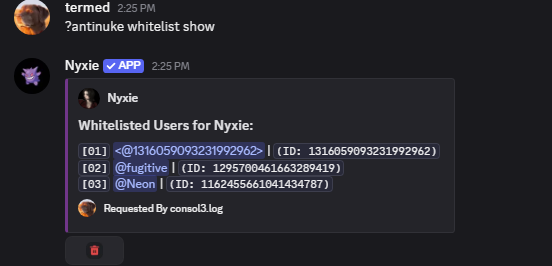 termed 2:25 PM
?antinuke whitelist show
Nyxie APP 2:25 PM
Nyxie
Whitelisted Users for Nyxie:
[01] <@1316059093231992962> | (ID: 1316059093231992962)
[02] @fugitive | (ID: 1295700461663289419)
[03] @Neon | (ID: 1162455661041434787)
Requested By consol3.log